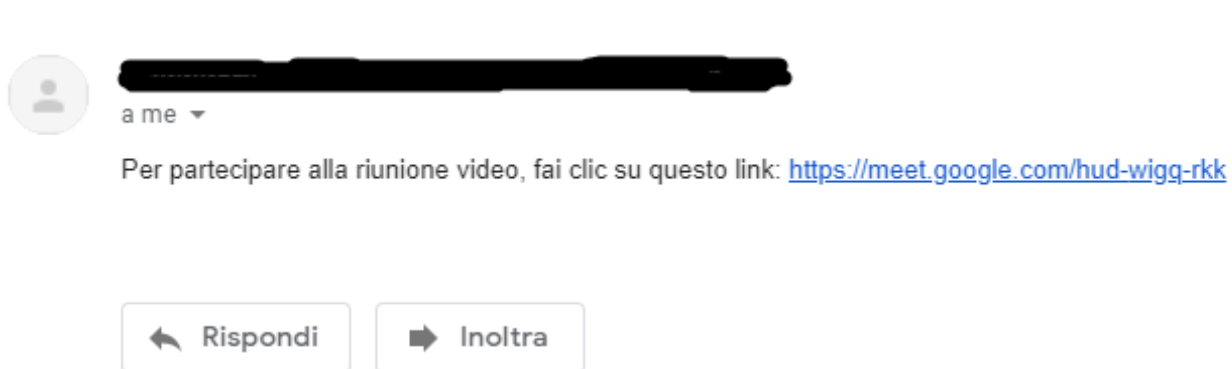 a me
Per partecipare alla riunione video, fai clic su questo link: https://meet.google.com/hud-wigq-rkk
Rispondi
Inoltra